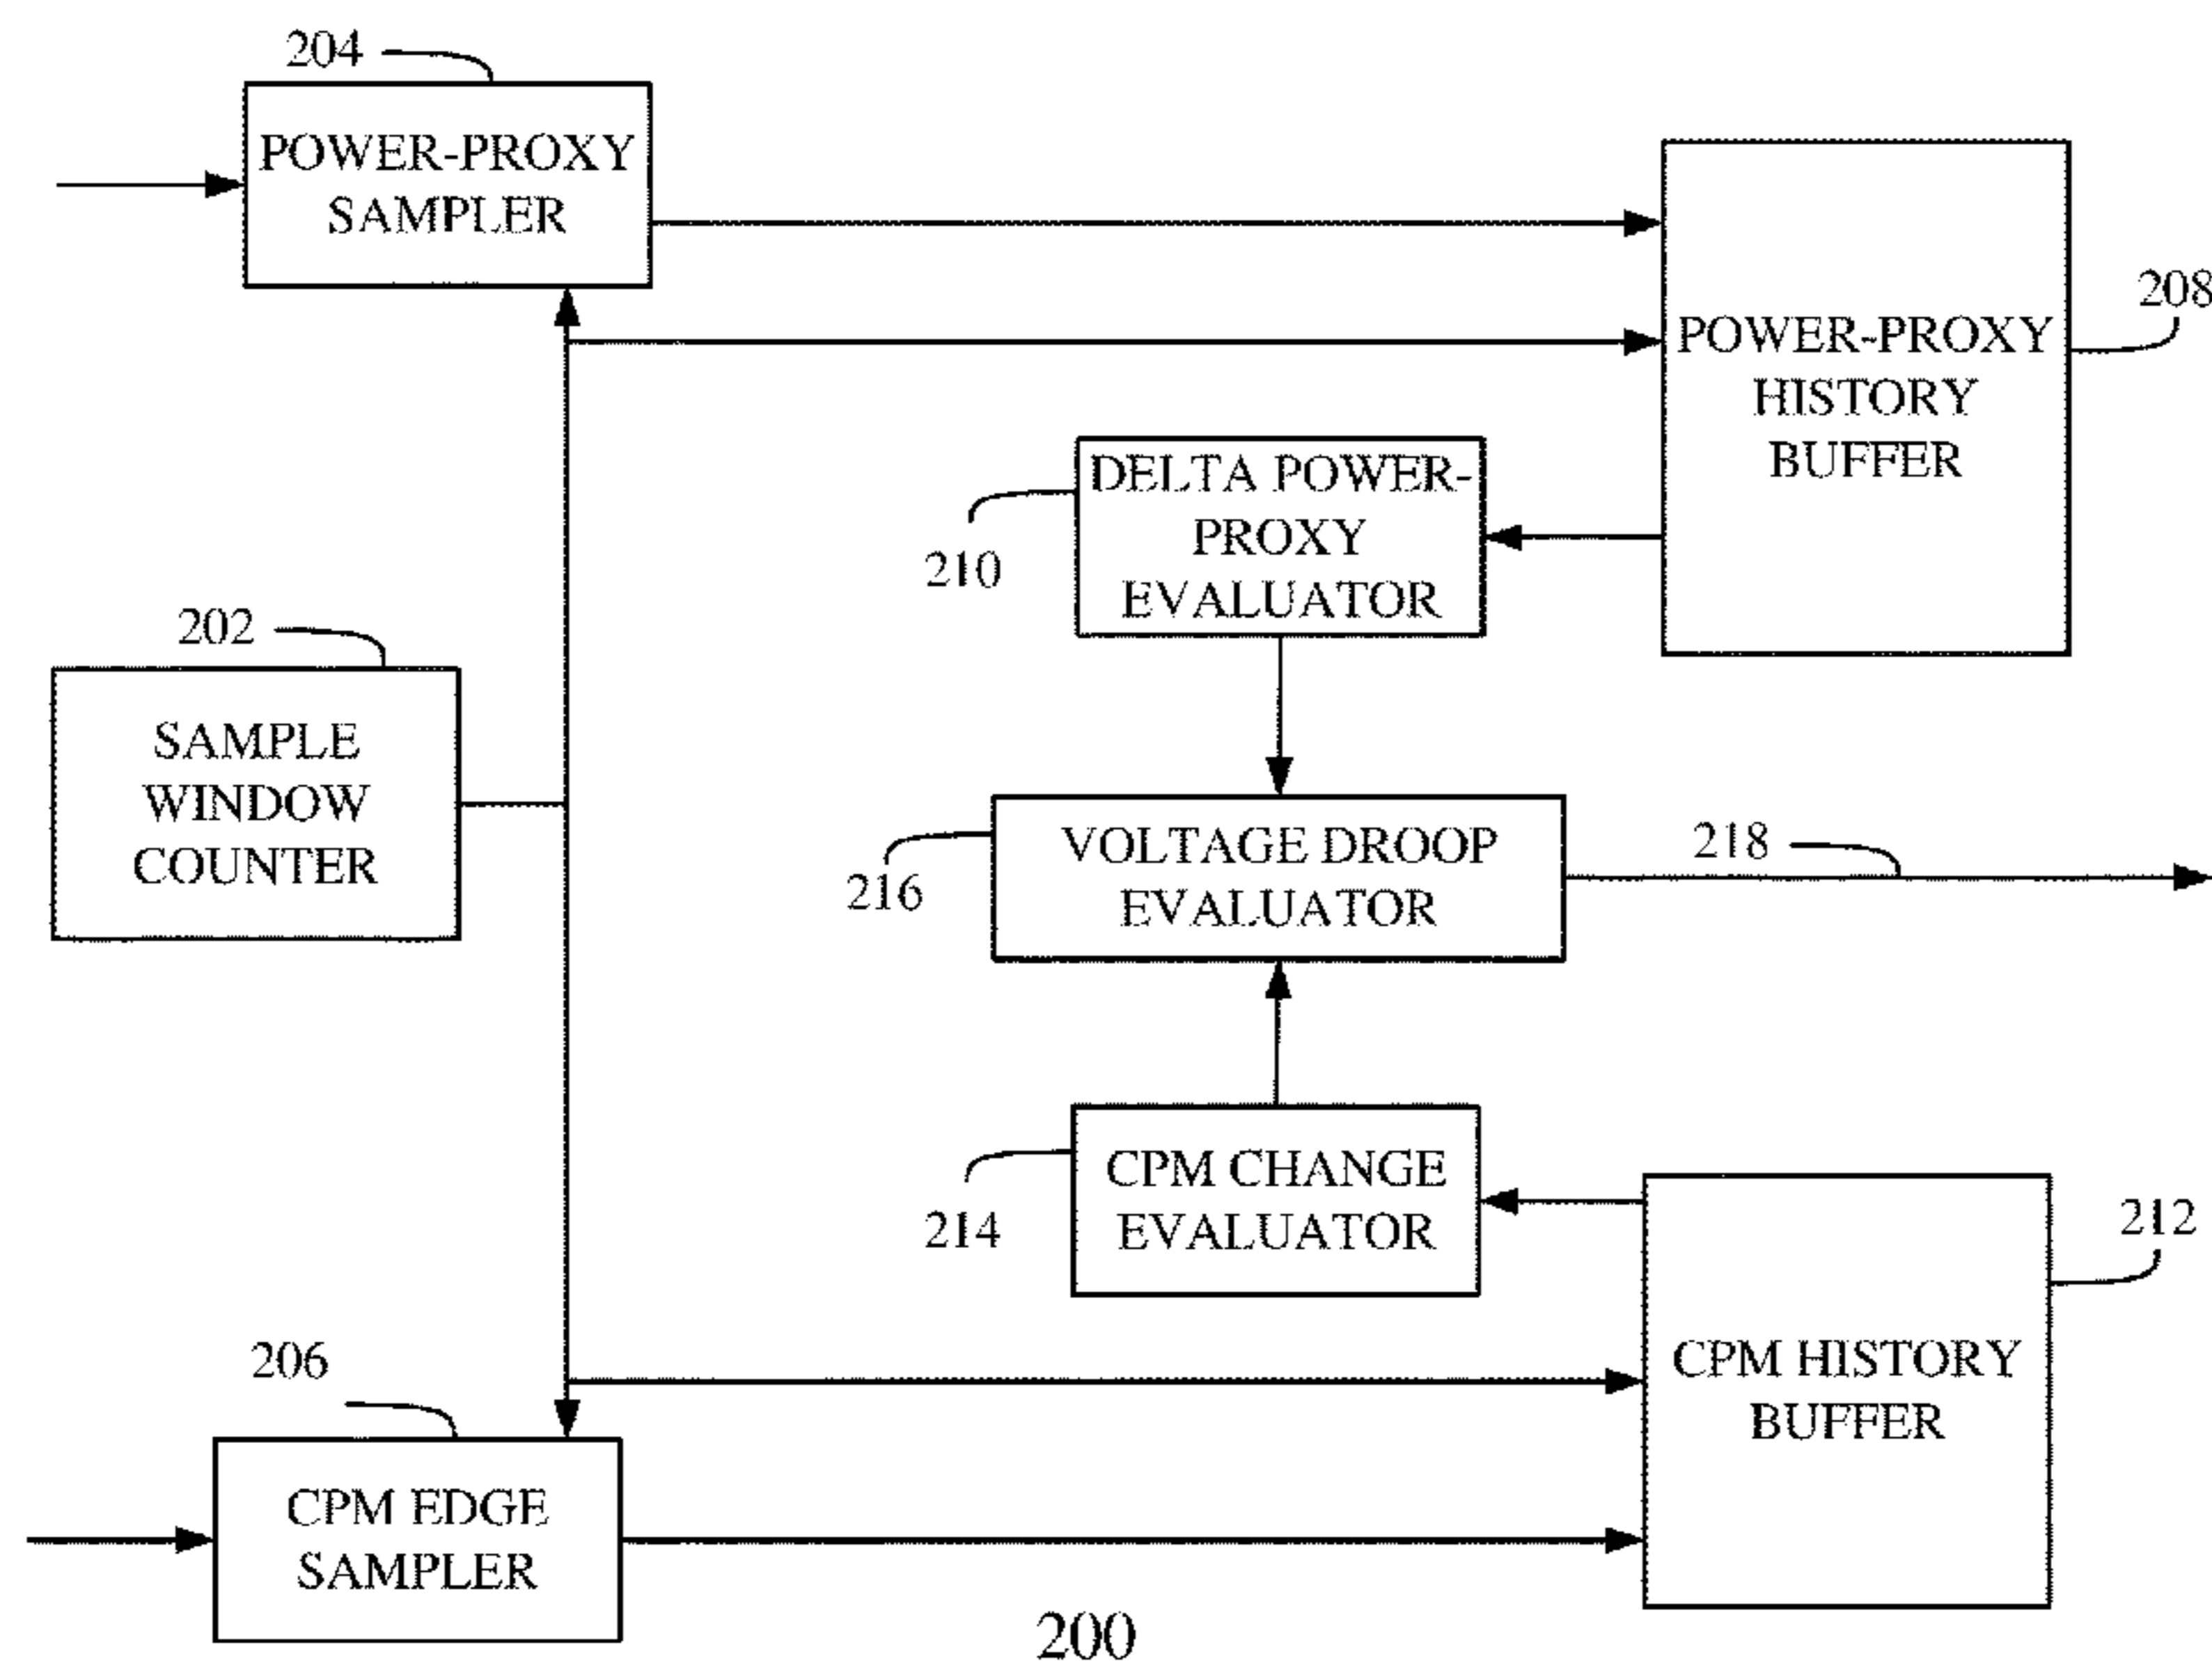 204
POWER-PROXY
SAMPLER
208
POWER-PROXY
HISTORY
BUFFER
DELTA POWER-
PROXY
EVALUATOR
210
202
SAMPLE
WINDOW
COUNTER
VOLTAGE DROOP
EVALUATOR
216
218
CPM CHANGE
EVALUATOR
214
212
CPM HISTORY
BUFFER
206
CPM EDGE
SAMPLER
200